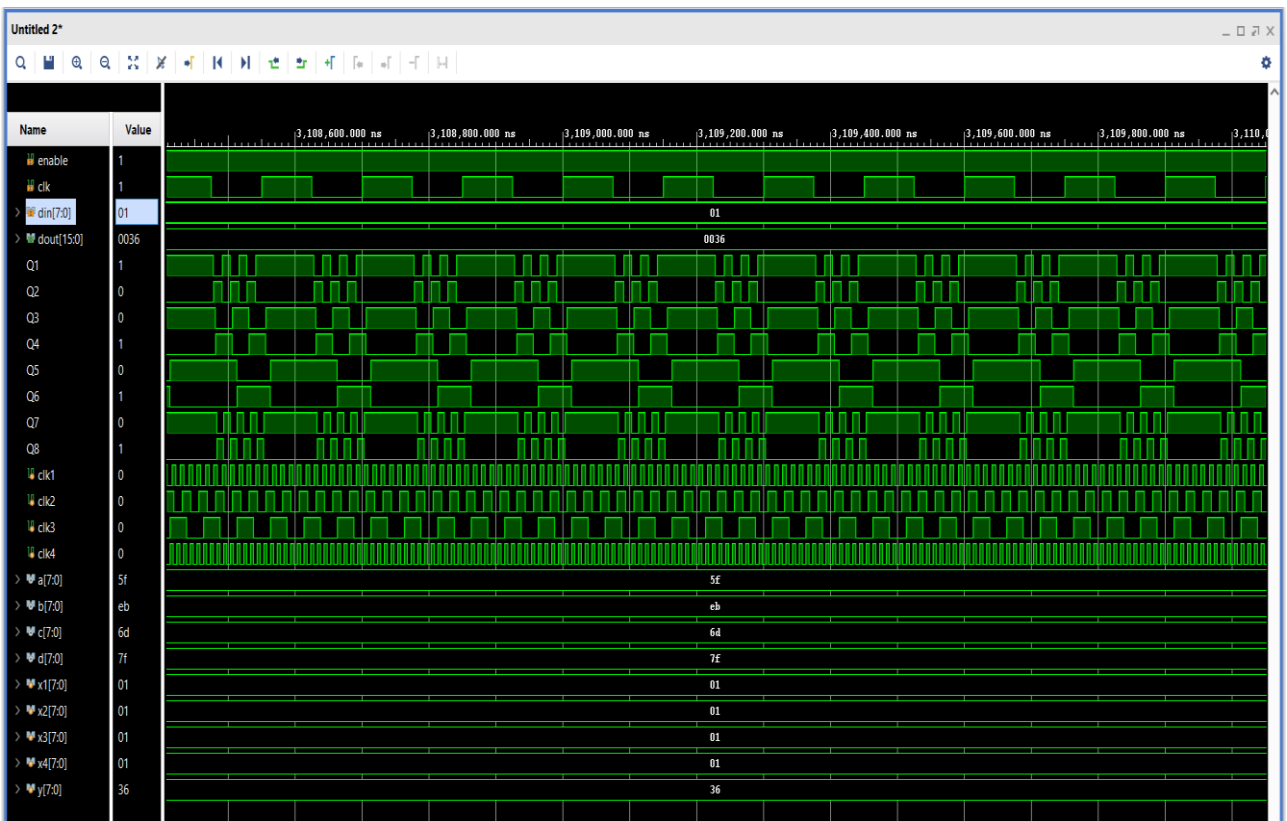 Untitled 2*
Name Value
3,108,600.000 ns 3,108,800.000 ns 3,109,000.000 ns 3,109,200.000 ns 3,109,400.000 ns 3,109,600.000 ns 3,109,800.000 ns 3,110,0
enable 1
clk 1
din[7:0] 01 01
dout[15:0] 0036 0036
Q1 1
Q2 0
Q3 0
Q4 1
Q5 0
Q6 1
Q7 0
Q8 1
clk1 0
clk2 0
clk3 0
clk4 0
a[7:0] 5f 5f
b[7:0] eb eb
c[7:0] 6d 6d
d[7:0] 7f 7f
x1[7:0] 01 01
x2[7:0] 01 01
x3[7:0] 01 01
x4[7:0] 01 01
y[7:0] 36 36